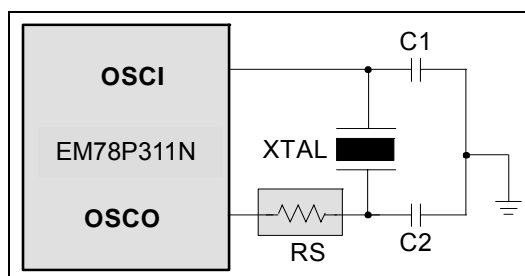 OSCI
C1
EM78P311N
XTAL
OSCO
RS
C2